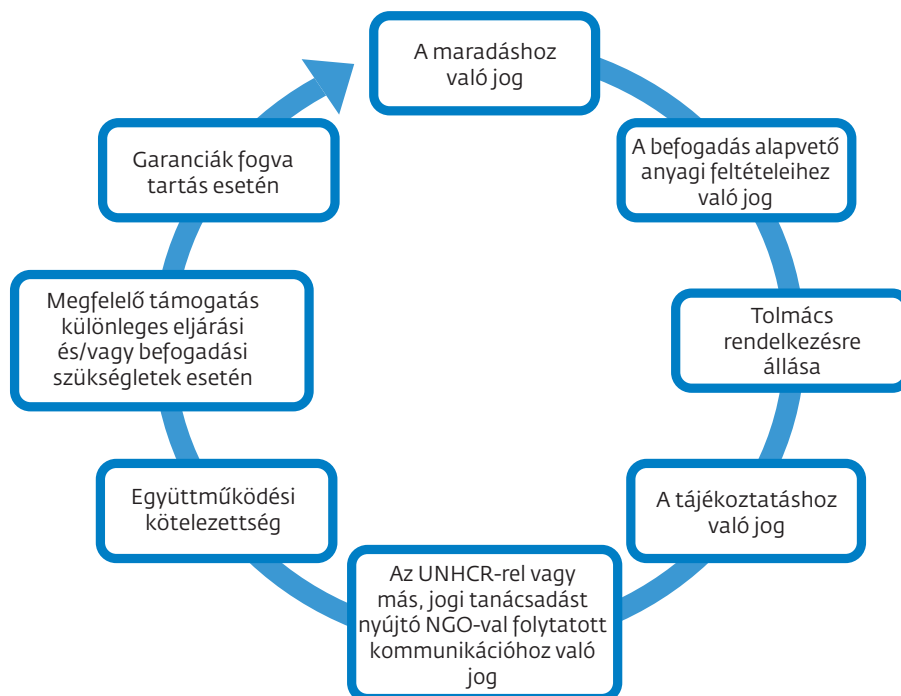 A maradáshoz
való jog
A befogadás alapvető
anyagi feltételeihez
való jog
Tolmács
rendelkezésre
állása
A tájékoztatáshoz
való jog
Az UNHCR-rel vagy
más, jogi tanácsadást
nyújtó NGO-val folytatott
kommunikációhoz való
jog
Együttműködési
kötelezettség
Megfelelő támogatás
különleges eljárási
és/vagy befogadási
szükségletek esetén
Garanciák fogva
tartás esetén